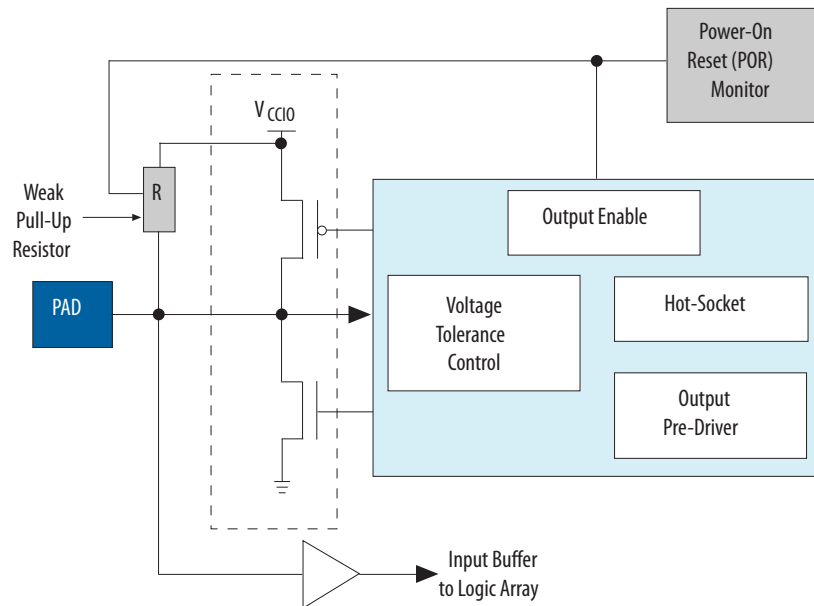 Power-On
Reset (POR)
Monitor
V CCIO
R
Weak
Pull-Up
Resistor
Output Enable
PAD
Voltage
Tolerance
Control
Hot-Socket
Output
Pre-Driver
Input Buffer
to Logic Array